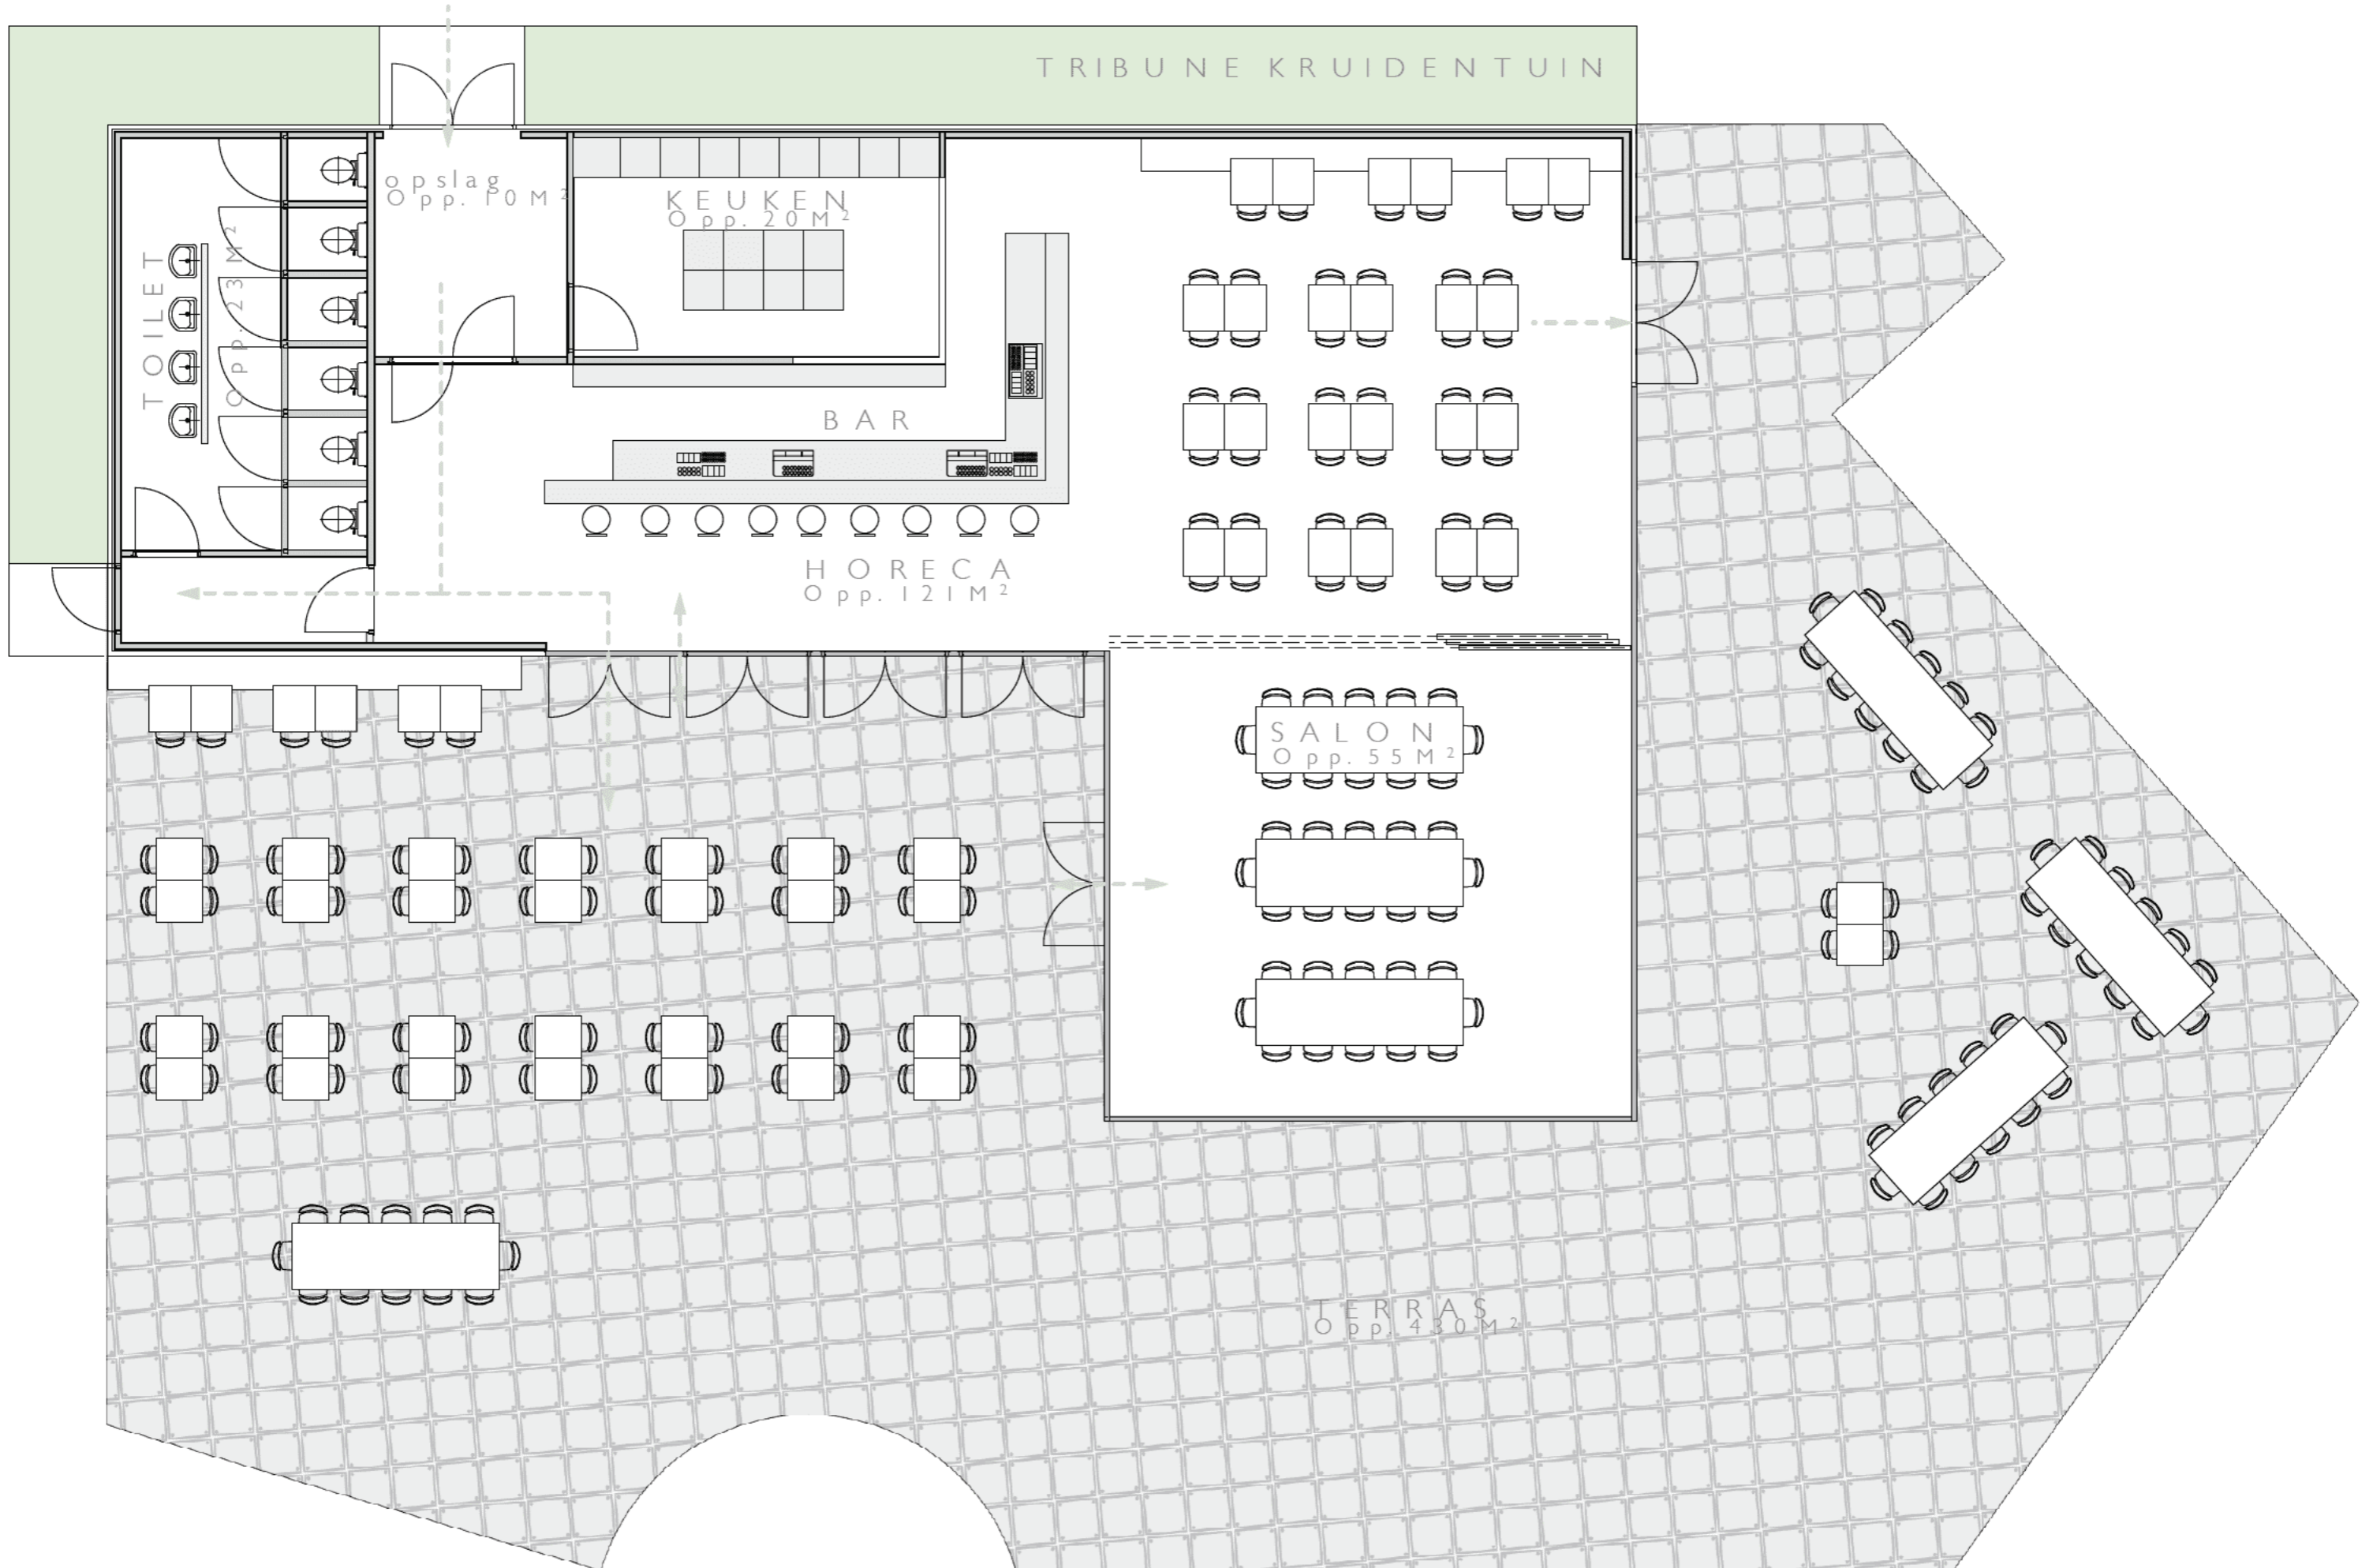 TRIBUNE KRUIDENTUIN
opslag
Opp. 10M²
KEUKEN
Opp. 20M²
TOILET
OPP. 23M²
BAR
HORECA
Opp. 121M²
SALON
Opp. 55M²
TERRAS
Opp. 430M²